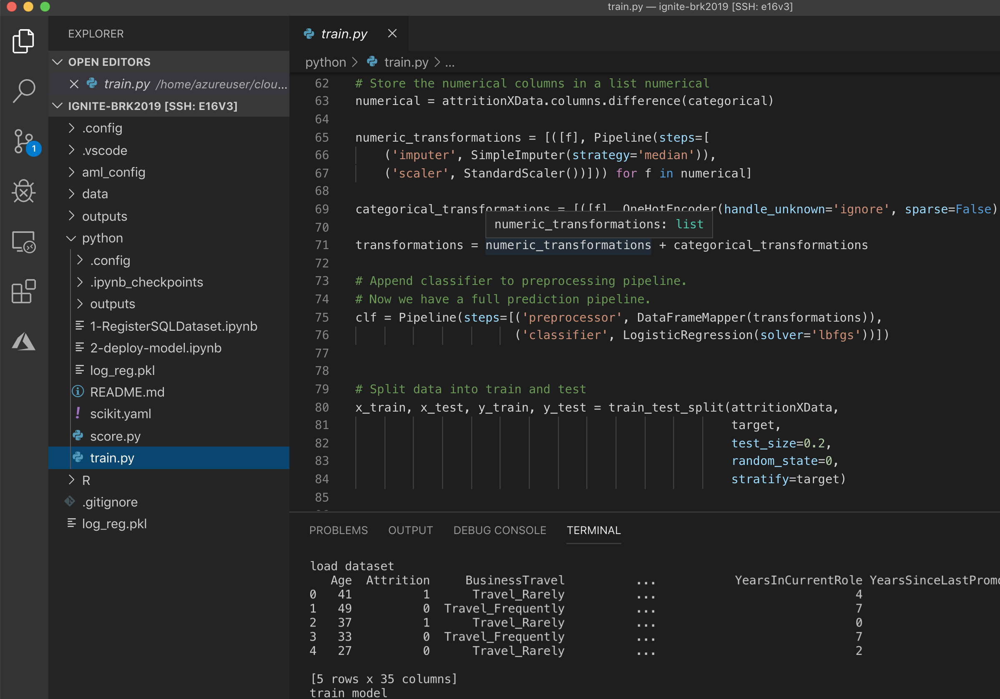 train.py — ignite-brk2019 [SSH: e16v3]
EXPLORER
OPEN EDITORS
train.py /home/azureuser/clou...
IGNITE-BRK2019 [SSH: E16V3]
.config
.vscode
aml_config
data
outputs
python
.config
.ipynb_checkpoints
outputs
1-RegisterSQLDataset.ipynb
2-deploy-model.ipynb
log_reg.pkl
README.md
scikit.yaml
score.py
train.py
R
.gitignore
log_reg.pkl
1
train.py
python > train.py > ...
62 # Store the numerical columns in a list numerical
63 numerical = attritionXData.columns.difference(categorical)
64
65 numeric_transformations = [([f], Pipeline(steps=[
66     ('imputer', SimpleImputer(strategy='median')),
67     ('scaler', StandardScaler())])) for f in numerical]
68
69 categorical_transformations = [([f], OneHotEncoder(handle_unknown='ignore', sparse=False)
numeric_transformations: list
70
71 transformations = numeric_transformations + categorical_transformations
72
73 # Append classifier to preprocessing pipeline.
74 # Now we have a full prediction pipeline.
75 clf = Pipeline(steps=[('preprocessor', DataFrameMapper(transformations)),
76                       ('classifier', LogisticRegression(solver='lbfgs'))])
77
78
79 # Split data into train and test
80 x_train, x_test, y_train, y_test = train_test_split(attritionXData,
81                                                     target,
82                                                     test_size=0.2,
83                                                     random_state=0,
84                                                     stratify=target)
85
PROBLEMS OUTPUT DEBUG CONSOLE TERMINAL
load dataset
   Age  Attrition     BusinessTravel          ...           YearsInCurrentRole YearsSinceLastPromo
0   41          1       Travel_Rarely          ...                            4
1   49          0   Travel_Frequently          ...                            7
2   37          1       Travel_Rarely          ...                            0
3   33          0   Travel_Frequently          ...                            7
4   27          0       Travel_Rarely          ...                            2
[5 rows x 35 columns]
train model